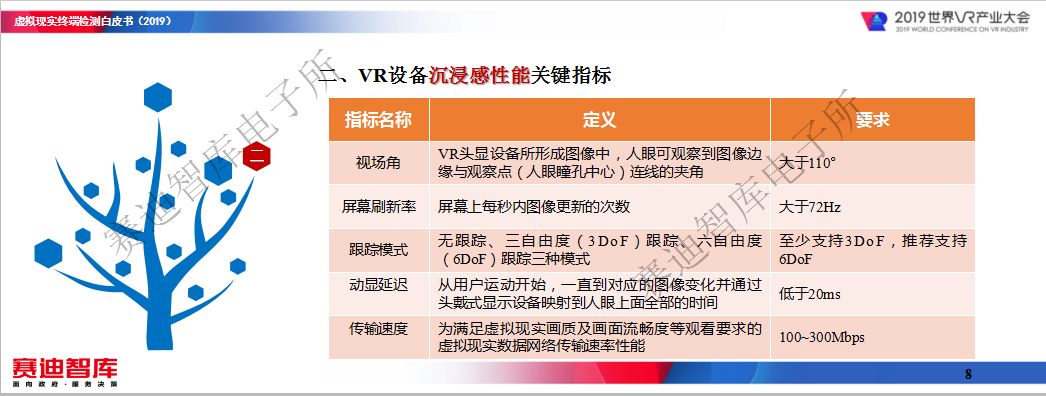 虚拟现实终端检测白皮书（2019）
2019世界VR产业大会
2019 WORLD CONFERENCE ON VR INDUSTRY
二、VR设备沉浸感性能关键指标
二
指标名称 定义 要求
视场角 VR头显设备所形成图像中，人眼可观察到图像边 大于110°
缘与观察点（人眼瞳孔中心）连线的夹角
屏幕刷新率 屏幕上每秒内图像更新的次数 大于72Hz
跟踪模式 无跟踪、三自由度（3DoF）跟踪、六自由度 至少支持3DoF，推荐支持
（6DoF）跟踪三种模式 6DoF
动显延迟 从用户运动开始，一直到对应的图像变化并通过 低于20ms
头戴式显示设备映射到人眼上面全部的时间
传输速度 为满足虚拟现实画质及画面流畅度等观看要求的 100~300Mbps
虚拟现实数据网络传输速率性能
赛迪智库电子所
赛迪智库电子所
赛迪智库
面向政府·服务决策
8